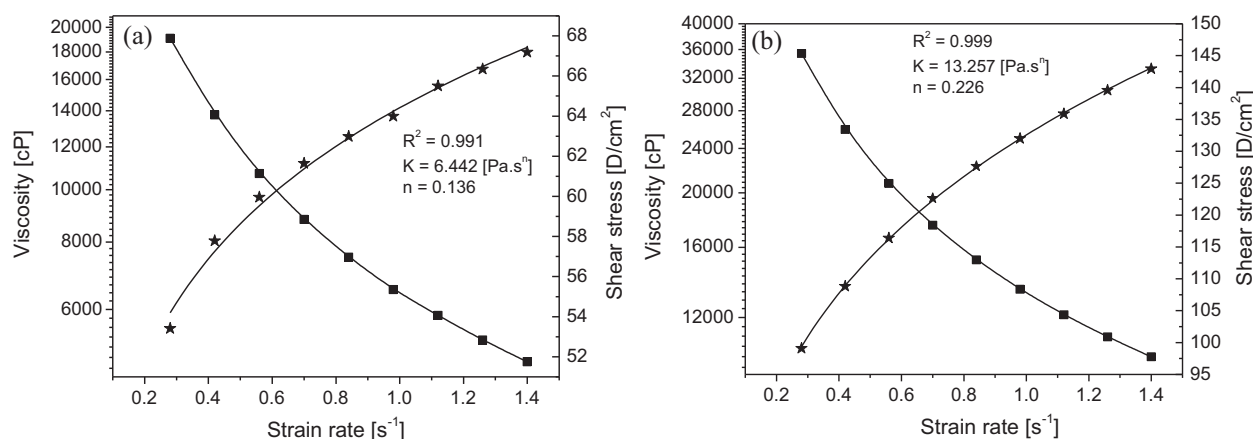 (a)
R² = 0.991
K = 6.442 [Pa.sⁿ]
n = 0.136
Viscosity [cP]
20000
18000
16000
14000
12000
10000
8000
6000
Shear stress [D/cm²]
68
66
64
62
60
58
56
54
52
0.2 0.4 0.6 0.8 1.0 1.2 1.4
Strain rate [s⁻¹]
(b)
R² = 0.999
K = 13.257 [Pa.sⁿ]
n = 0.226
Viscosity [cP]
40000
36000
32000
28000
24000
20000
16000
12000
Shear stress [D/cm²]
150
145
140
135
130
125
120
115
110
105
100
95
0.2 0.4 0.6 0.8 1.0 1.2 1.4
Strain rate [s⁻¹]